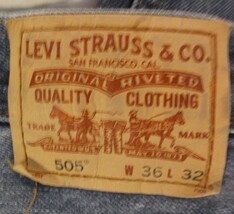 LEVI STRAUSS & CO.
SAN FRANCISCO, CAL.
ORIGINAL RIVETED
QUALITY CLOTHING
TRADE MARK
505® W 36 L 32